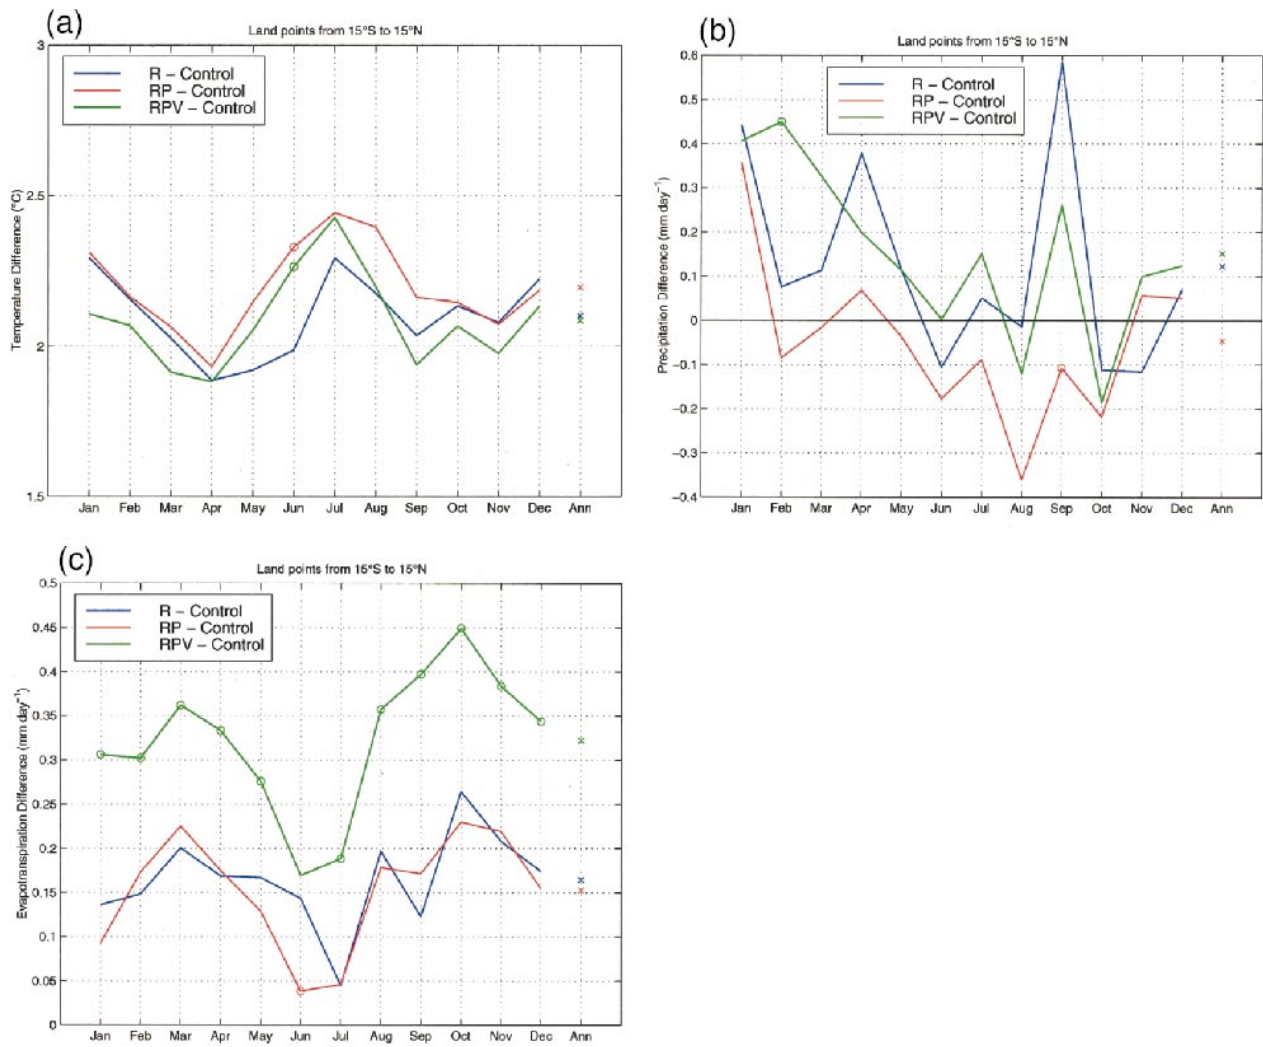 (a)
Land points from 15°S to 15°N
3
2.5
2
1.5
Temperature Difference (°C)
R – Control
RP – Control
RPV – Control
Jan Feb Mar Apr May Jun Jul Aug Sep Oct Nov Dec Ann
(b)
Land points from 15°S to 15°N
0.6
0.5
0.4
0.3
0.2
0.1
0
−0.1
−0.2
−0.3
−0.4
Precipitation Difference (mm day⁻¹)
R – Control
RP – Control
RPV – Control
Jan Feb Mar Apr May Jun Jul Aug Sep Oct Nov Dec Ann
(c)
Land points from 15°S to 15°N
0.5
0.45
0.4
0.35
0.3
0.25
0.2
0.15
0.1
0.05
0
Evapotranspiration Difference (mm day⁻¹)
R – Control
RP – Control
RPV – Control
Jan Feb Mar Apr May Jun Jul Aug Sep Oct Nov Dec Ann